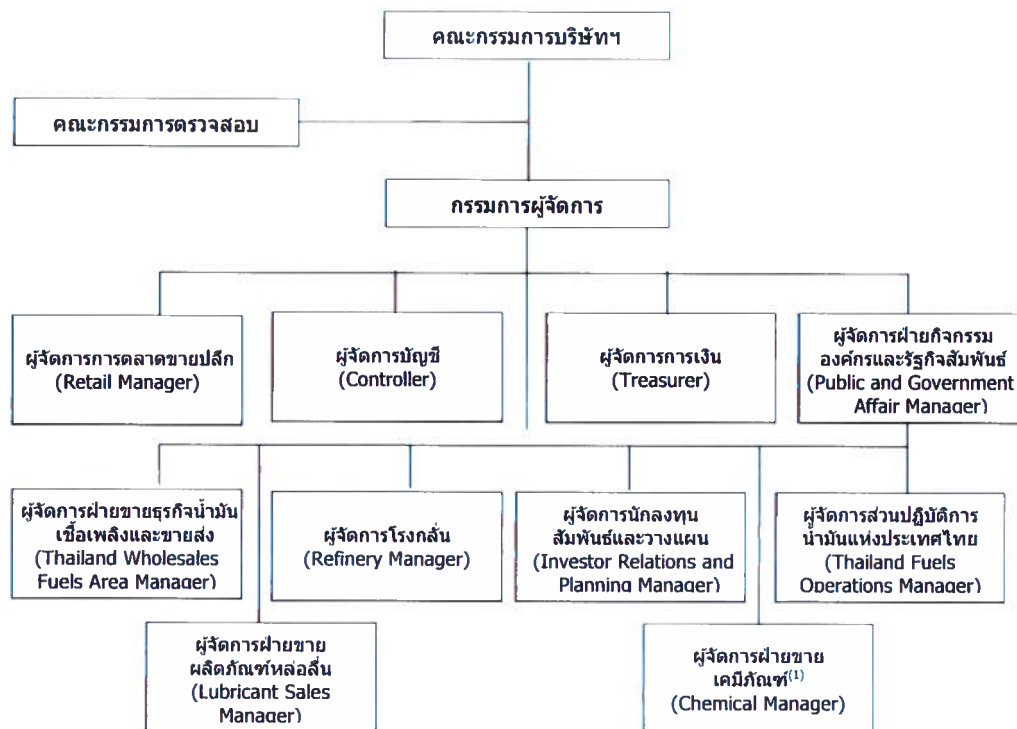 คณะกรรมการบริษัทฯ
คณะกรรมการตรวจสอบ
กรรมการผู้จัดการ
ผู้จัดการการตลาดขายปลีก
(Retail Manager)
ผู้จัดการบัญชี
(Controller)
ผู้จัดการการเงิน
(Treasurer)
ผู้จัดการฝ่ายกิจกรรม
องค์กรและรัฐกิจสัมพันธ์
(Public and Government
Affair Manager)
ผู้จัดการฝ่ายขายธุรกิจน้ำมัน
เชื้อเพลิงและขายส่ง
(Thailand Wholesales
Fuels Area Manager)
ผู้จัดการโรงกลั่น
(Refinery Manager)
ผู้จัดการนักลงทุน
สัมพันธ์และวางแผน
(Investor Relations and
Planning Manager)
ผู้จัดการส่วนปฏิบัติการ
น้ำมันแห่งประเทศไทย
(Thailand Fuels
Operations Manager)
ผู้จัดการฝ่ายขาย
ผลิตภัณฑ์หล่อลื่น
(Lubricant Sales
Manager)
ผู้จัดการฝ่ายขาย
เคมีภัณฑ์(1)
(Chemical Manager)